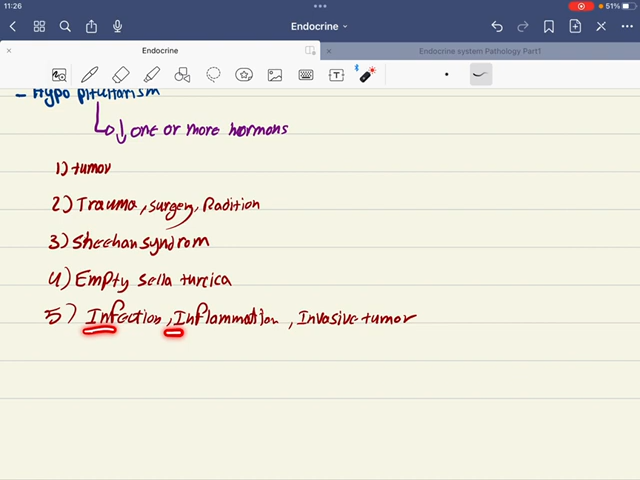 11:26
51%
Endocrine
Endocrine
Endocrine system Pathology Part1
- Hypo pituitarism
↓ one or more hormons
1) tumor
2) Trauma, surgery, Radition
3) Sheehan syndrom
4) Empty sella turcica
5) Infection, Inflammation, Invasive tumor